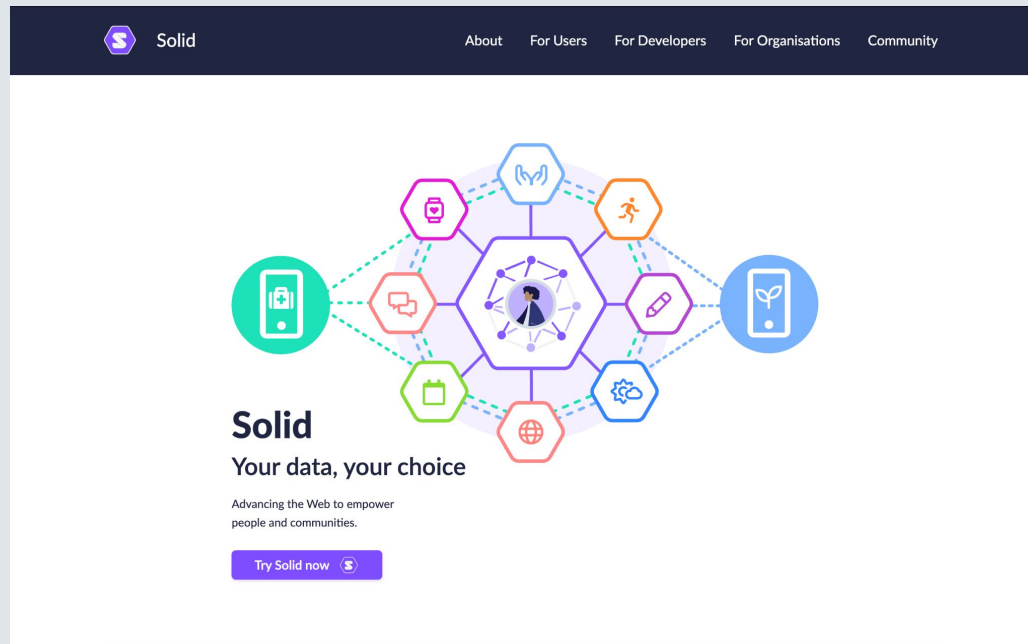 Solid
About For Users For Developers For Organisations Community
Solid
Your data, your choice
Advancing the Web to empower
people and communities.
Try Solid now